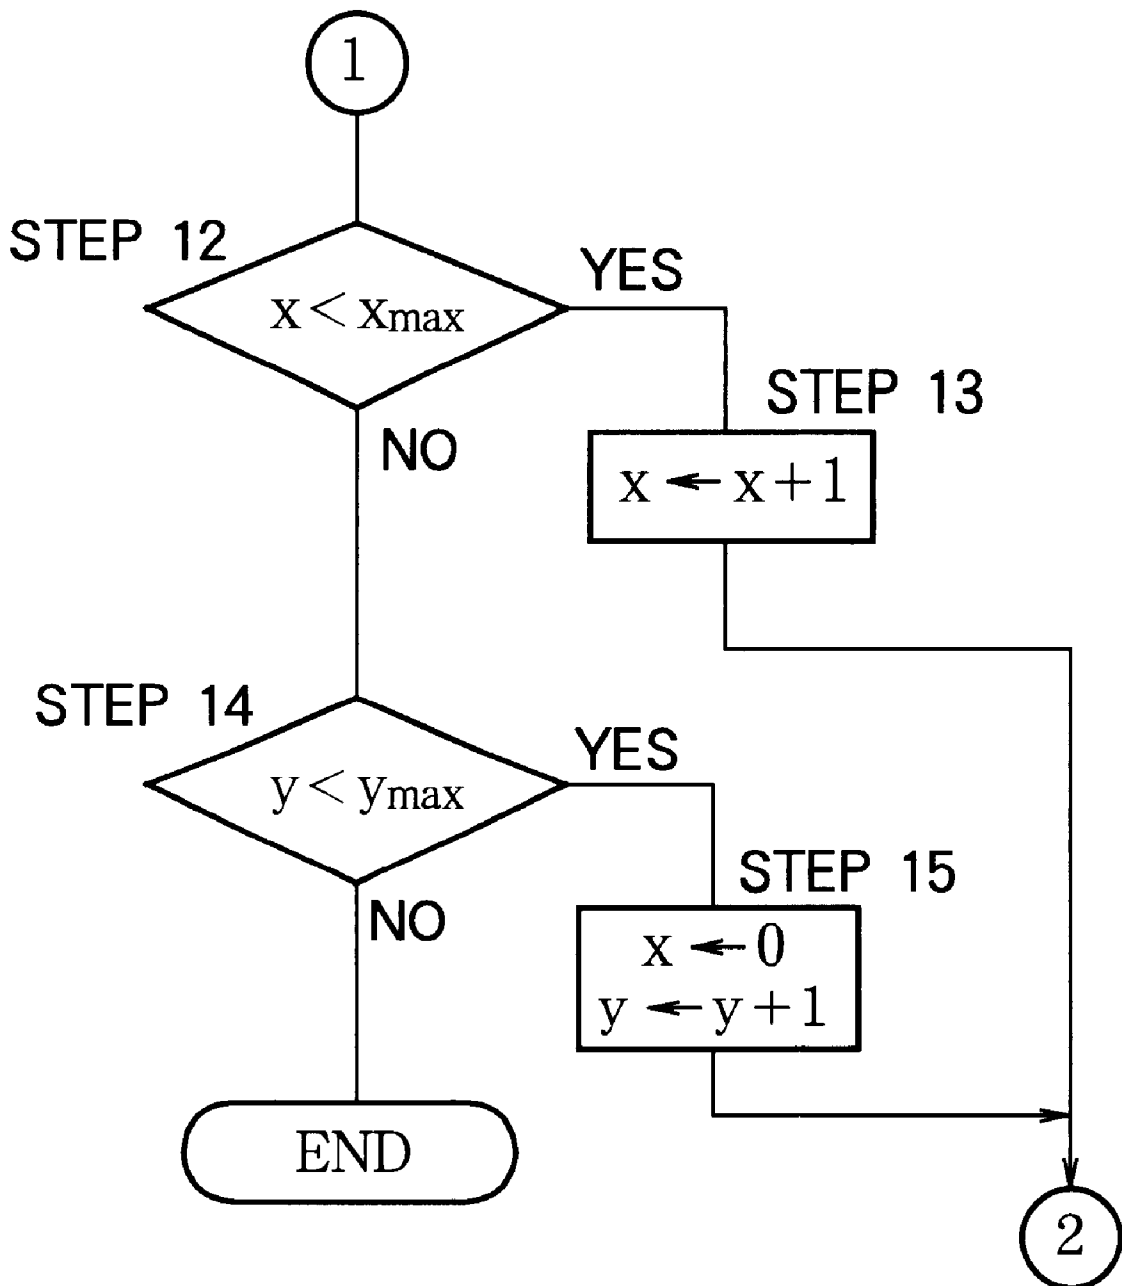 1
STEP 12
x < xmax
YES
NO
STEP 13
x ← x + 1
STEP 14
y < ymax
YES
NO
STEP 15
x ← 0
y ← y + 1
END
2